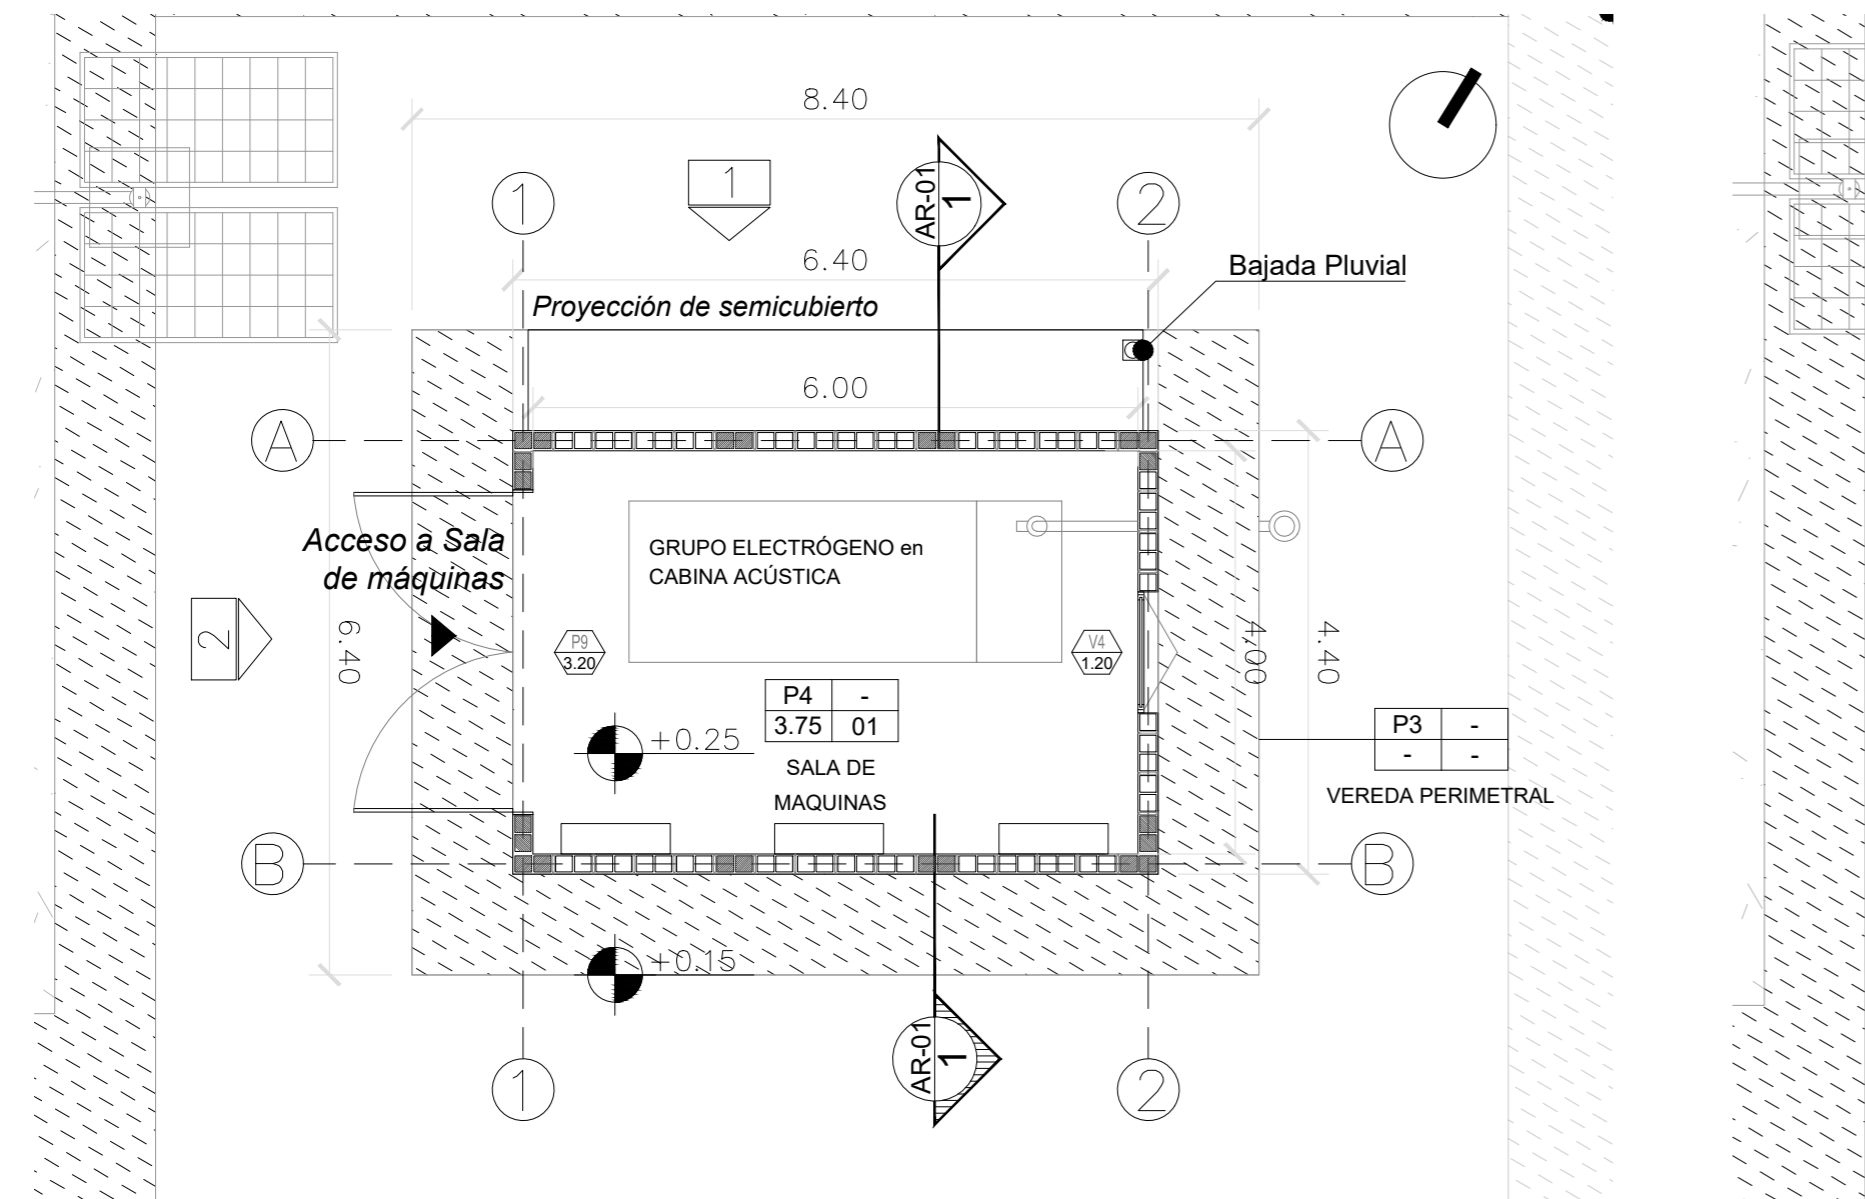 8.40
1
1
AR-01
1
2
6.40
Bajada Pluvial
Proyección de semicubierto
6.00
A
A
Acceso a Sala
de máquinas
GRUPO ELECTRÓGENO en
CABINA ACÚSTICA
2
6.40
P9
3.20
V4
1.20
4.00
4.40
P4 -
3.75 01
+0.25
SALA DE
MAQUINAS
P3 -
- -
VEREDA PERIMETRAL
B
B
+0.15
1
AR-01
1
2